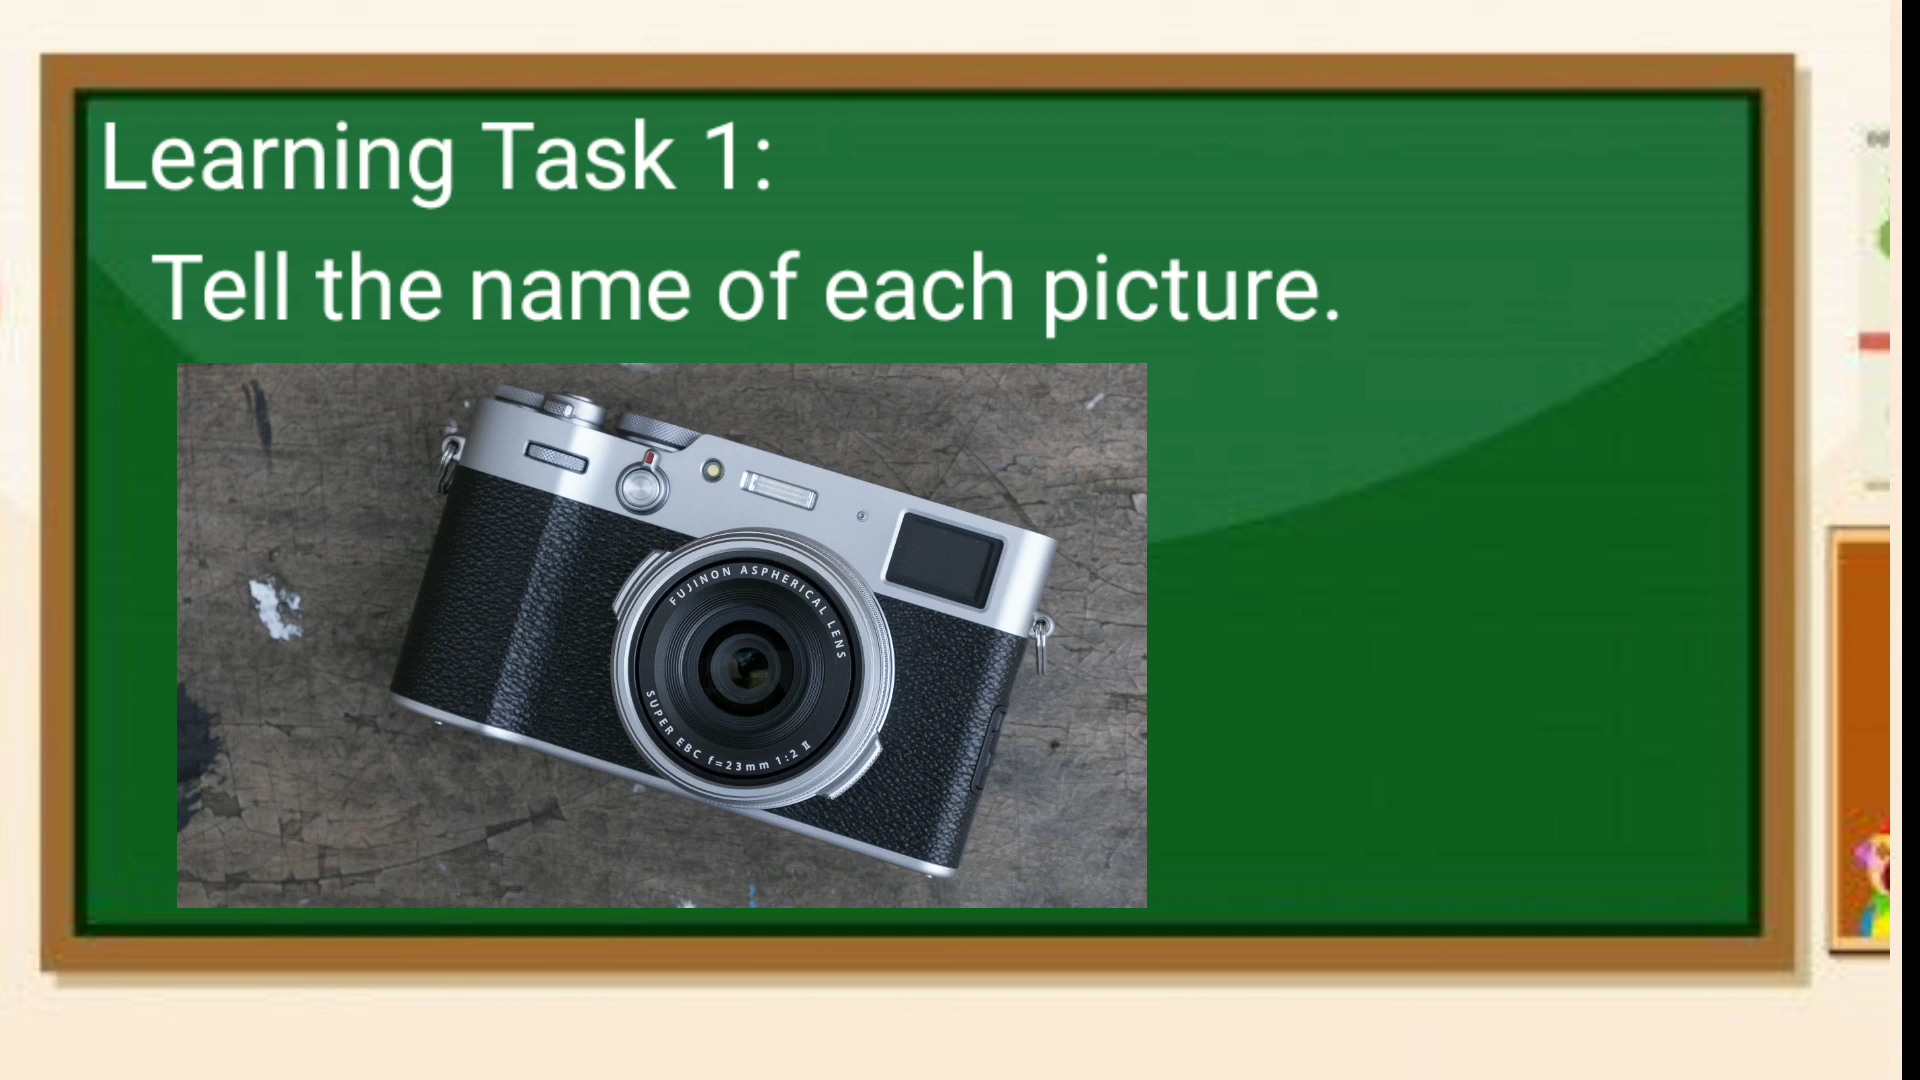 Learning Task 1:
Tell the name of each picture.
FUJINON ASPHERICAL LENS
SUPER EBC f=23mm 1:2 II